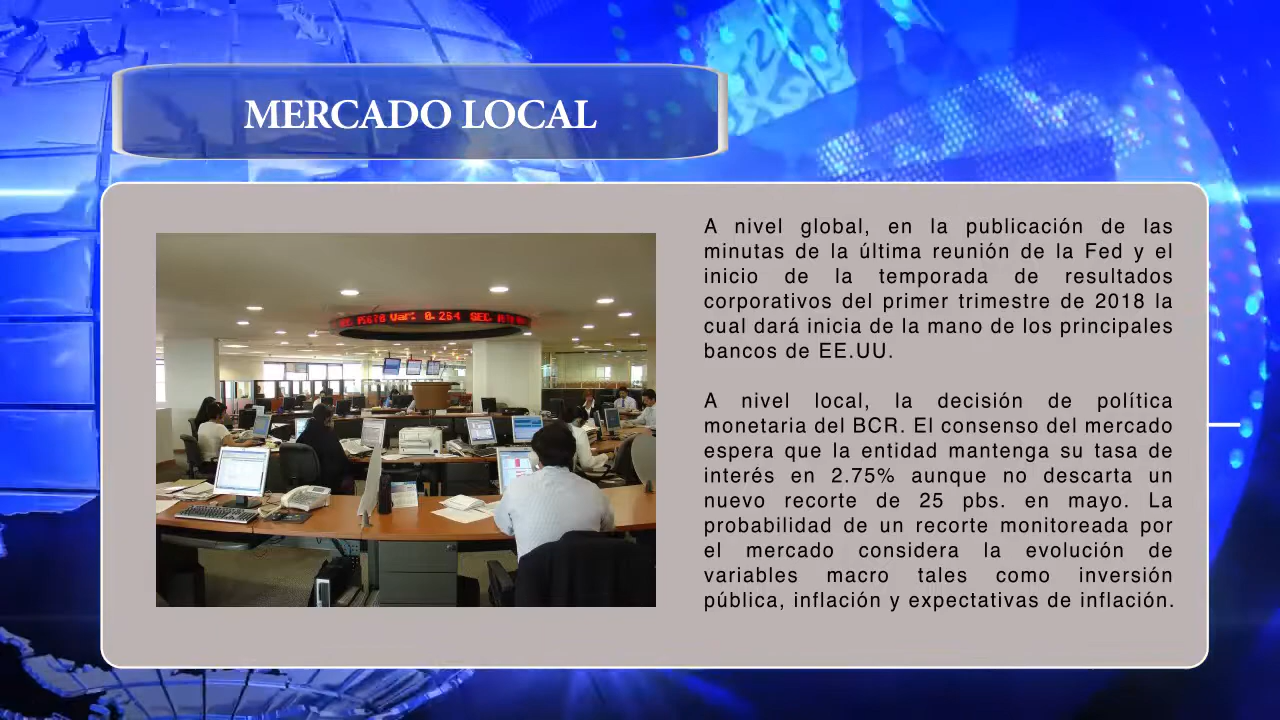 MERCADO LOCAL
Var: 0.264 SEC
A nivel global, en la publicación de las
minutas de la última reunión de la Fed y el
inicio de la temporada de resultados
corporativos del primer trimestre de 2018 la
cual dará inicia de la mano de los principales
bancos de EE.UU.
A nivel local, la decisión de política
monetaria del BCR. El consenso del mercado
espera que la entidad mantenga su tasa de
interés en 2.75% aunque no descarta un
nuevo recorte de 25 pbs. en mayo. La
probabilidad de un recorte monitoreada por
el mercado considera la evolución de
variables macro tales como inversión
pública, inflación y expectativas de inflación.